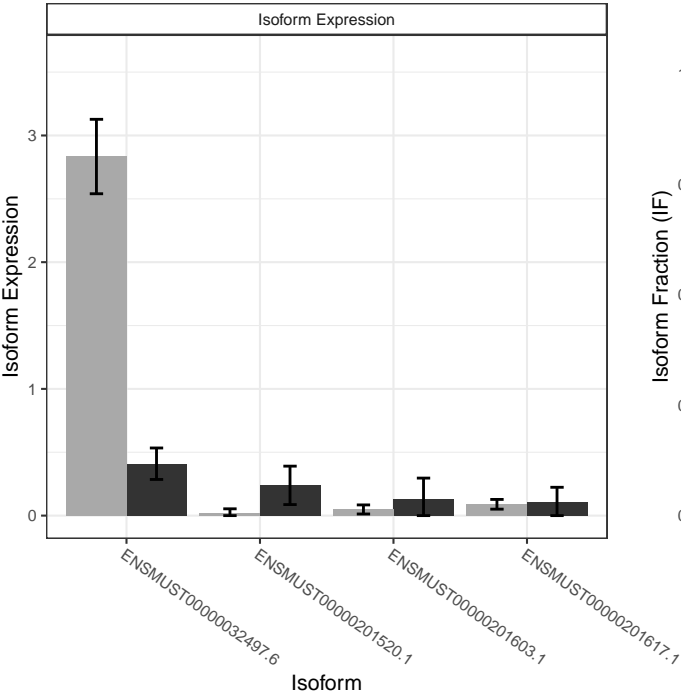 Isoform Expression
Isoform Expression
3
2
1
0
ENSMUST00000032497.6
ENSMUST00000201520.1
ENSMUST00000201603.1
ENSMUST00000201617.1
Isoform
Isoform Fraction (IF)